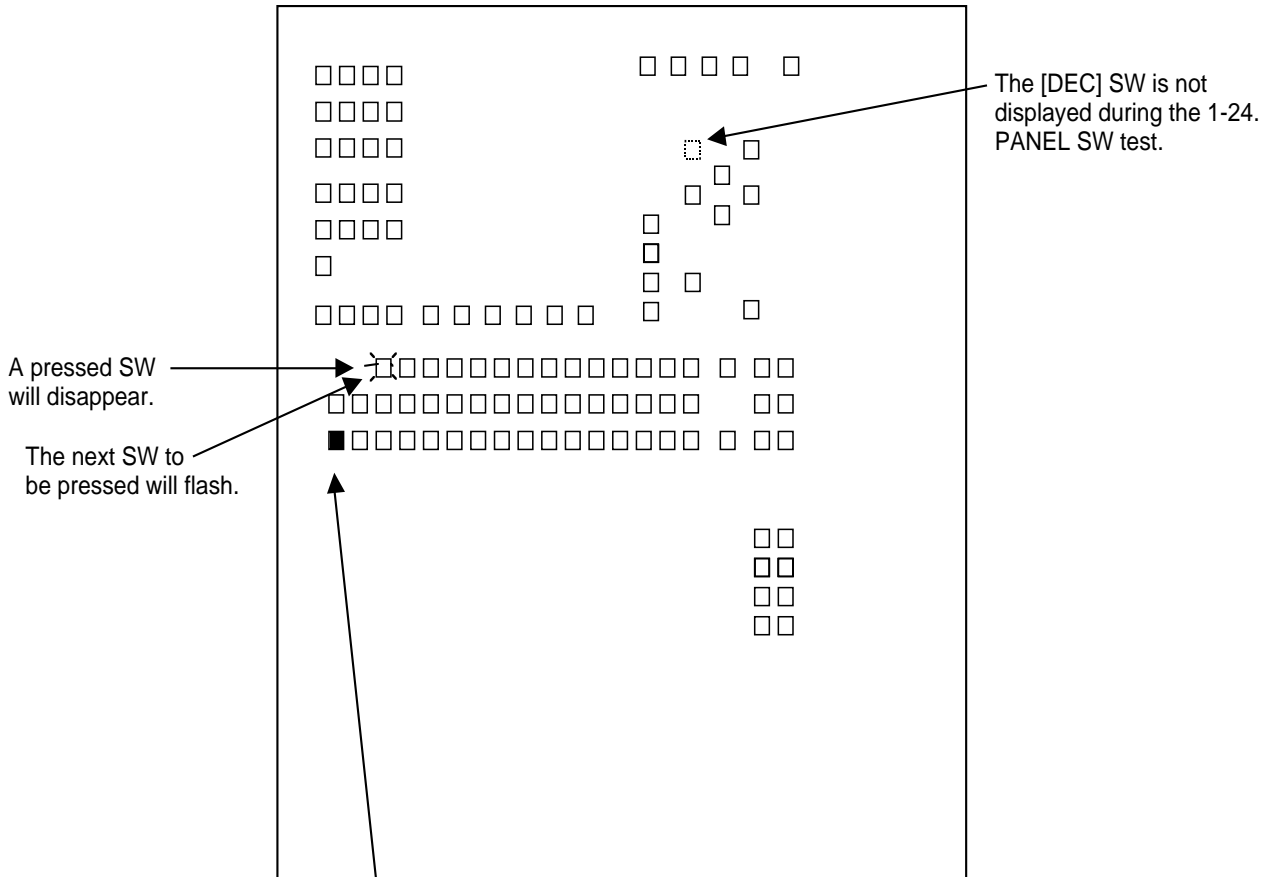 The [DEC] SW is not
displayed during the 1-24.
PANEL SW test.
A pressed SW
will disappear.
The next SW to
be pressed will flash.